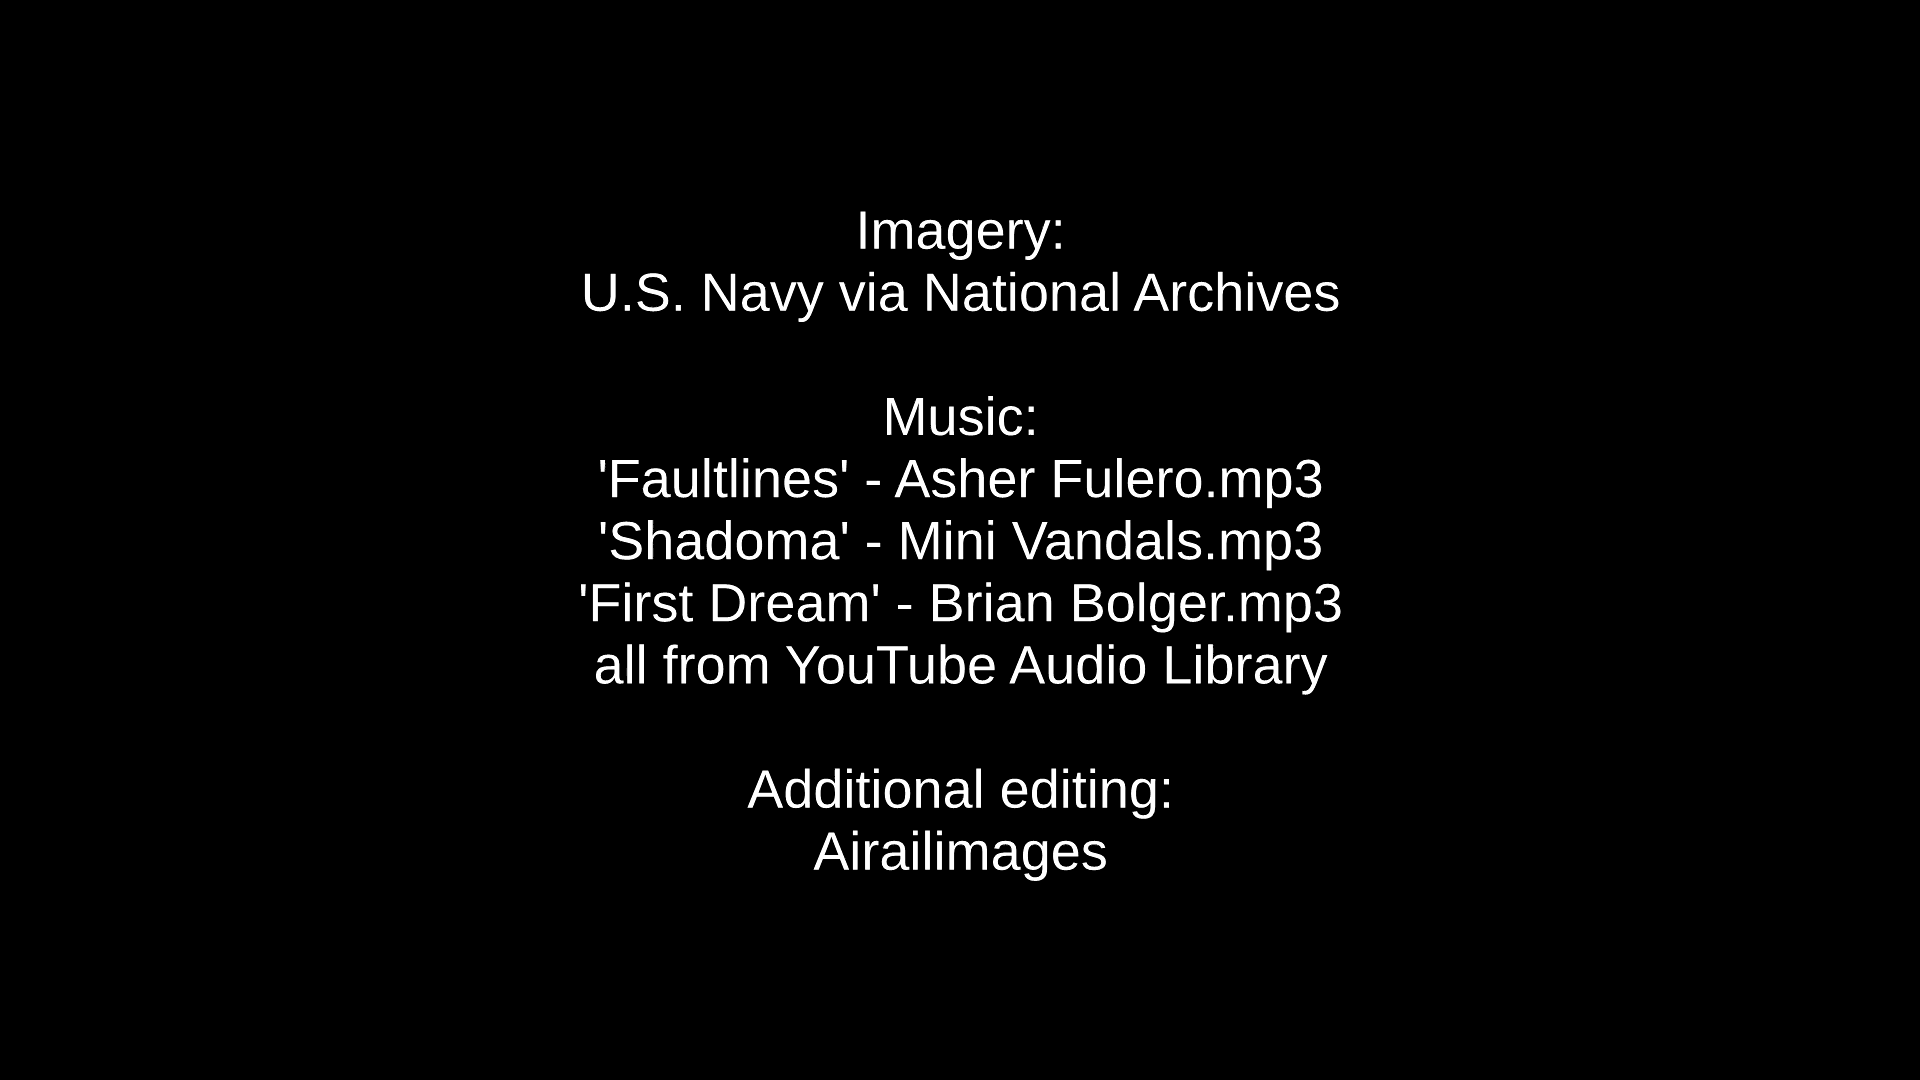 Imagery:
U.S. Navy via National Archives
Music:
'Faultlines' - Asher Fulero.mp3
'Shadoma' - Mini Vandals.mp3
'First Dream' - Brian Bolger.mp3
all from YouTube Audio Library
Additional editing:
Airailimages